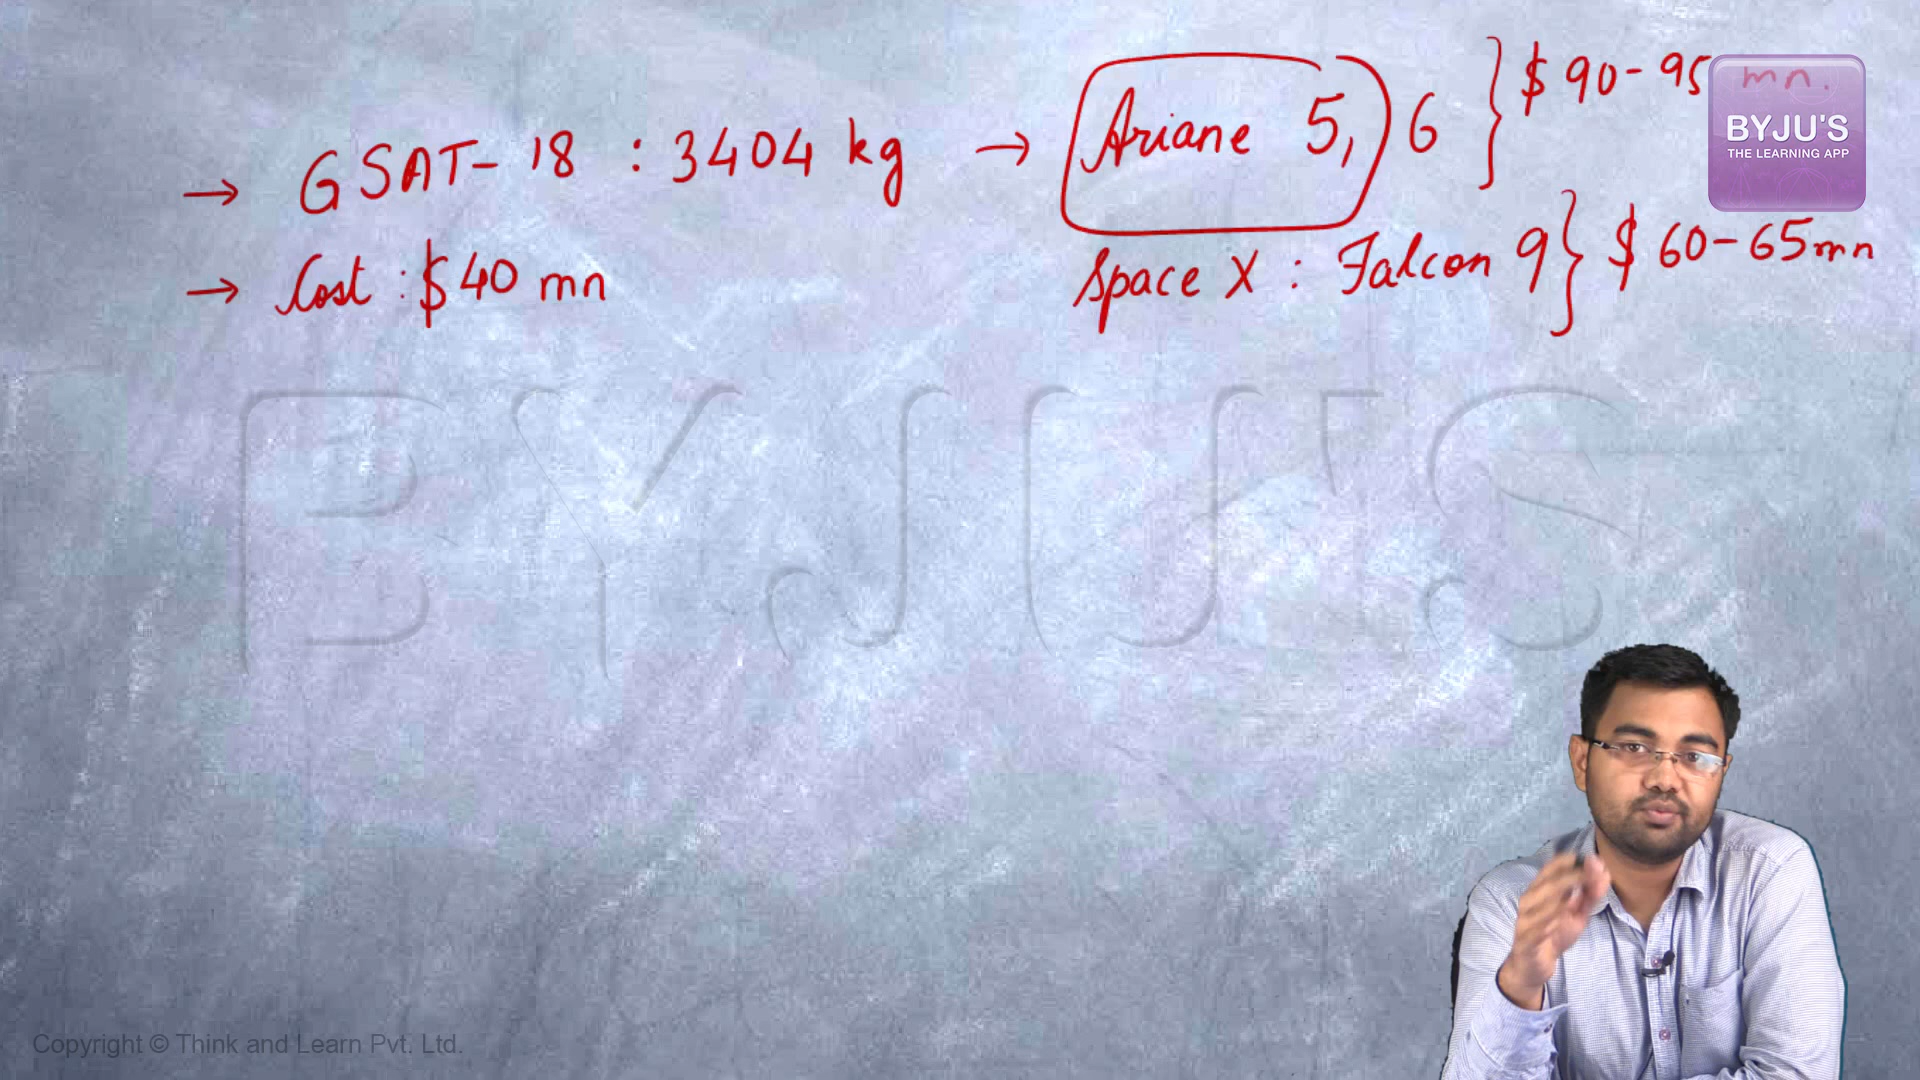 → GSAT-18 : 3404 kg → Ariane 5, 6 } $ 90-95 mn.
→ Cost : $ 40 mn
Space X : Falcon 9 } $ 60-65 mn
BYJU'S
THE LEARNING APP
BYJU'S
Copyright © Think and Learn Pvt. Ltd.